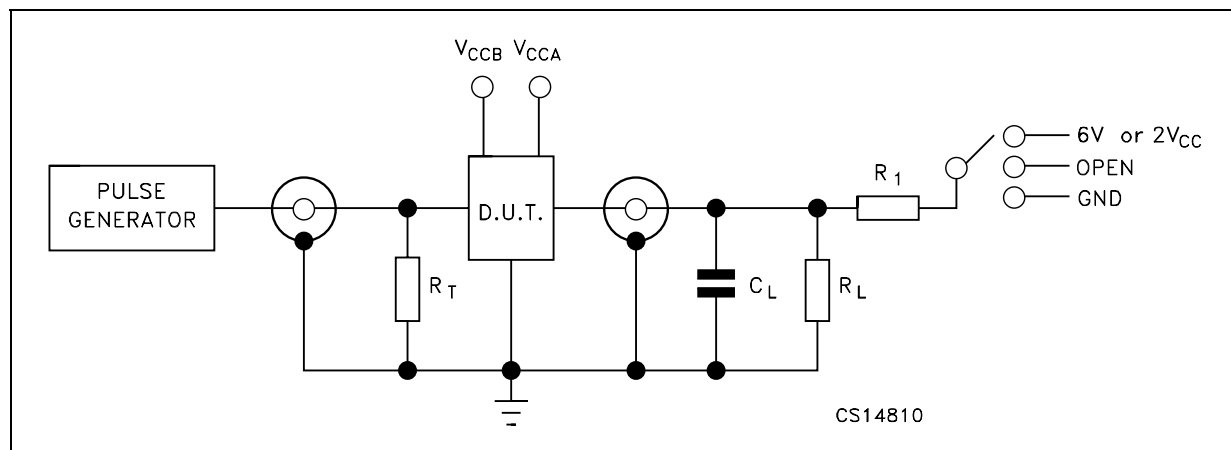 VCCB VCCA
6V or 2VCC
OPEN
GND
R1
PULSE
GENERATOR
D.U.T.
RT
CL
RL
CS14810